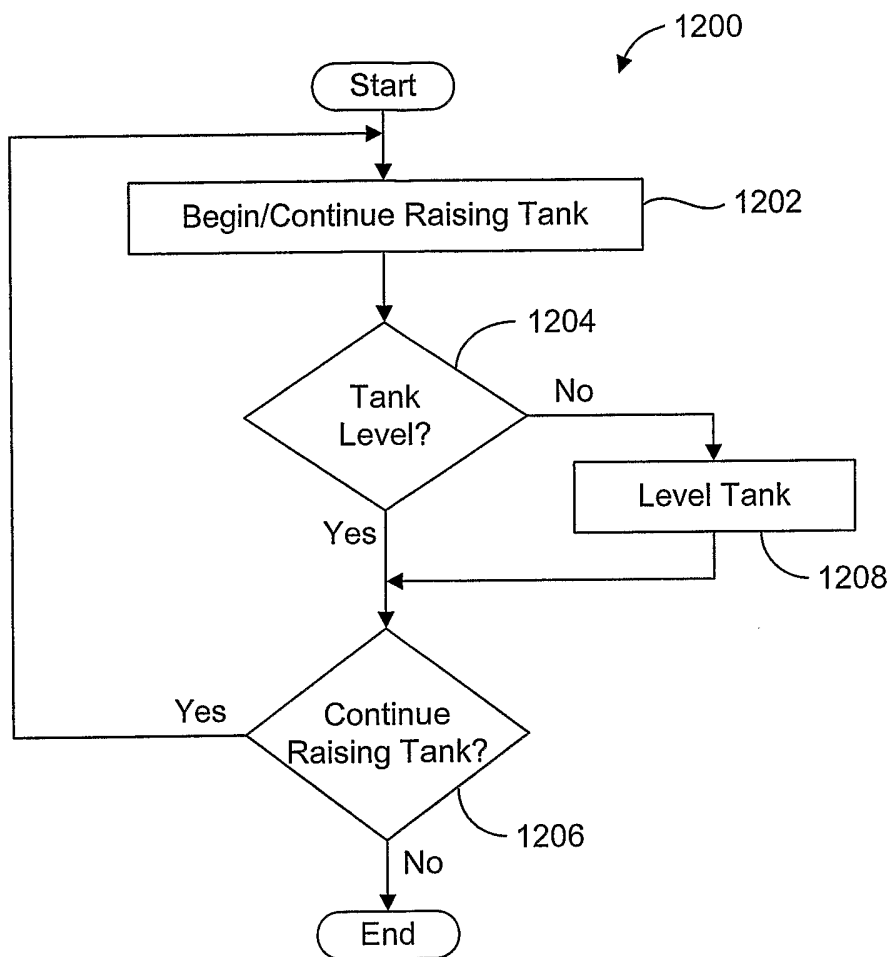 1200
Start
Begin/Continue Raising Tank
1202
1204
Tank
Level?
No
Level Tank
Yes
1208
Yes
Continue
Raising Tank?
1206
No
End